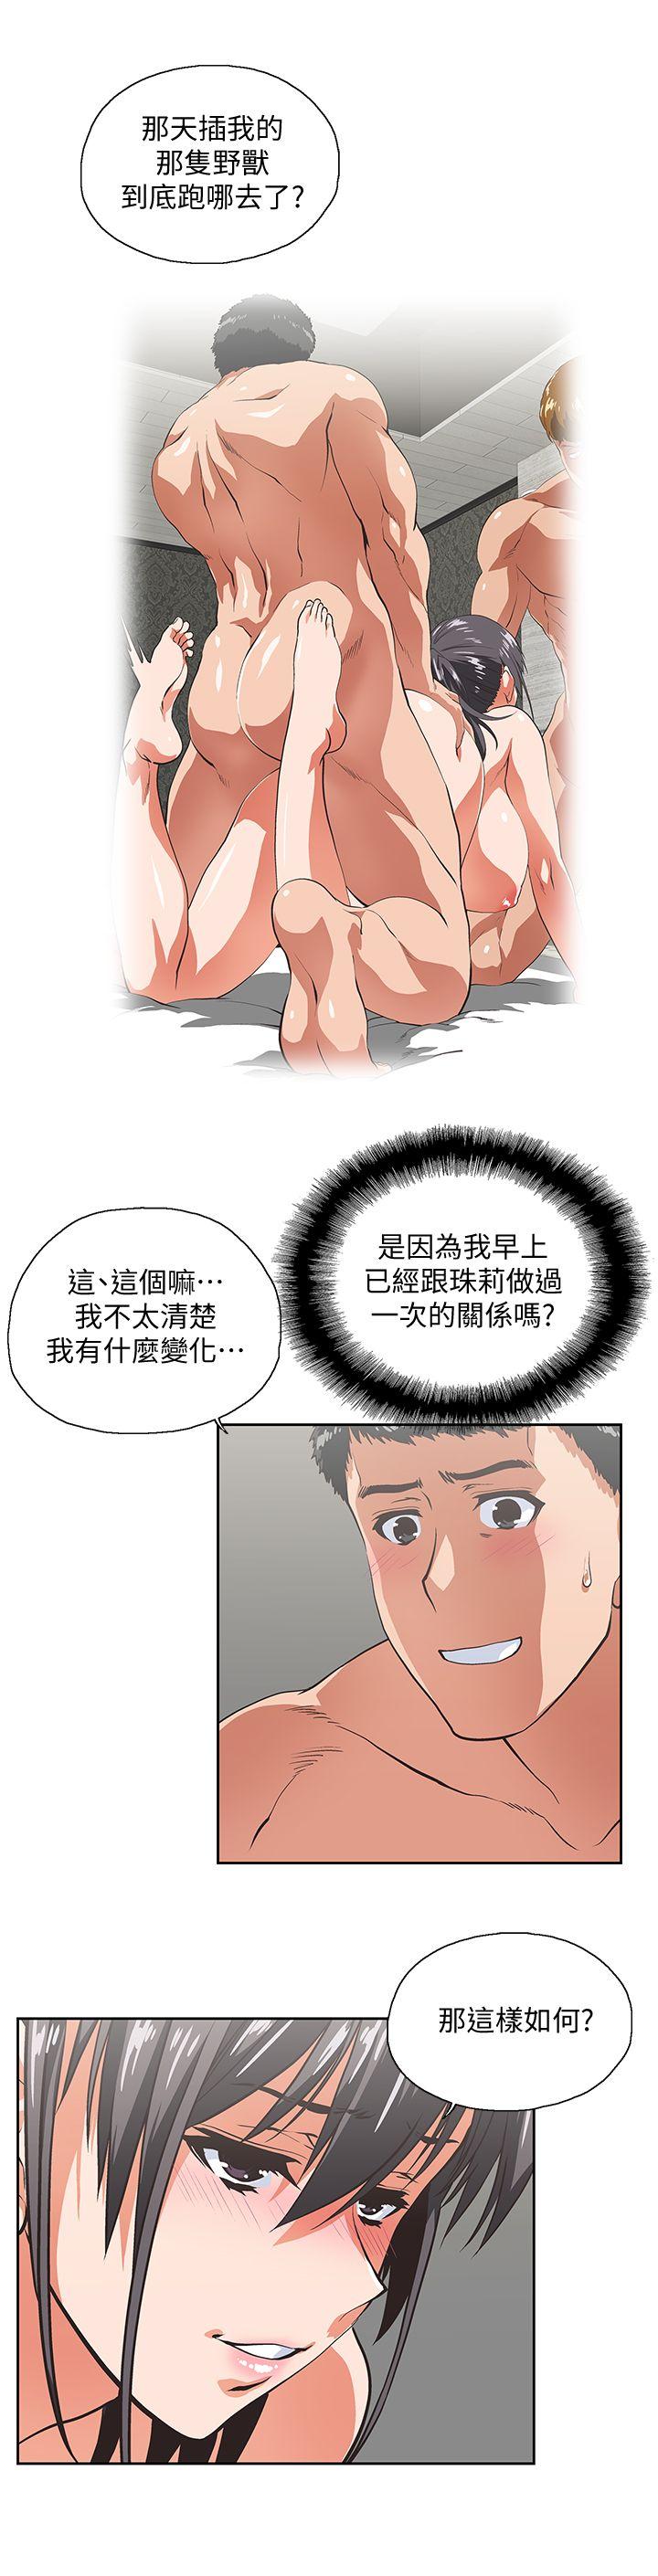 那天插我的
那隻野獸
到底跑哪去了?
是因為我早上
已經跟珠莉做過
一次的關係嗎?
這、這個嘛…
我不太清楚
我有什麼變化…
那這樣如何?